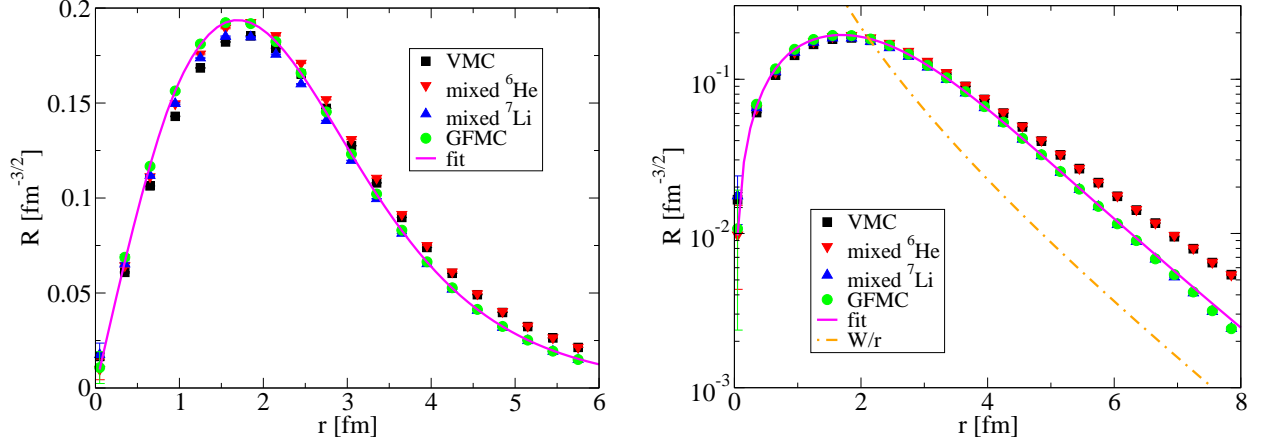 0.2
0.15
0.1
0.05
0
R [fm^-3/2]
VMC
mixed ^6He
mixed ^7Li
GFMC
fit
0 1 2 3 4 5 6
r [fm]
10^-1
10^-2
10^-3
R [fm^-3/2]
VMC
mixed ^6He
mixed ^7Li
GFMC
fit
W/r
0 2 4 6 8
r [fm]